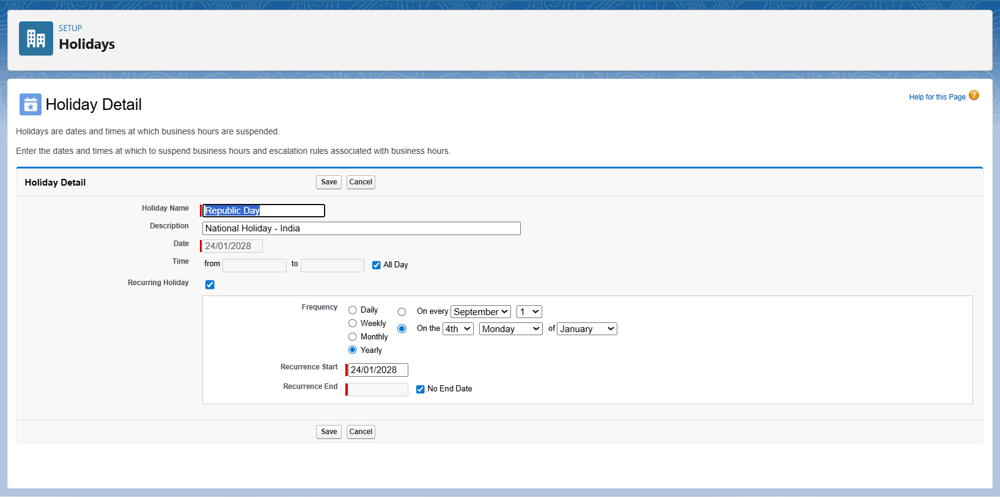 SETUP
Holidays
Holiday Detail
Help for this Page ?
Holidays are dates and times at which business hours are suspended.
Enter the dates and times at which to suspend business hours and escalation rules associated with business hours.
Holiday Detail Save Cancel
Holiday Name Republic Day
Description National Holiday - India
Date 24/01/2028
Time from to All Day
Recurring Holiday
Frequency Daily On every September 1
Weekly On the 4th Monday of January
Monthly
Yearly
Recurrence Start 24/01/2028
Recurrence End No End Date
Save Cancel